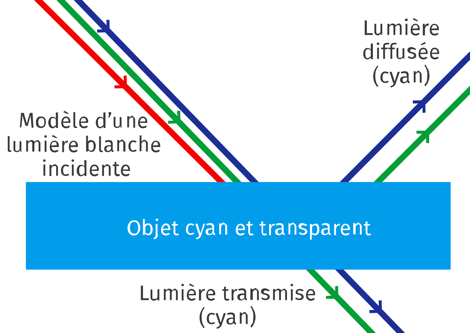 Lumière
diffusée
(cyan)
Modèle d'une
lumière blanche
incidente
Objet cyan et transparent
Lumière transmise
(cyan)